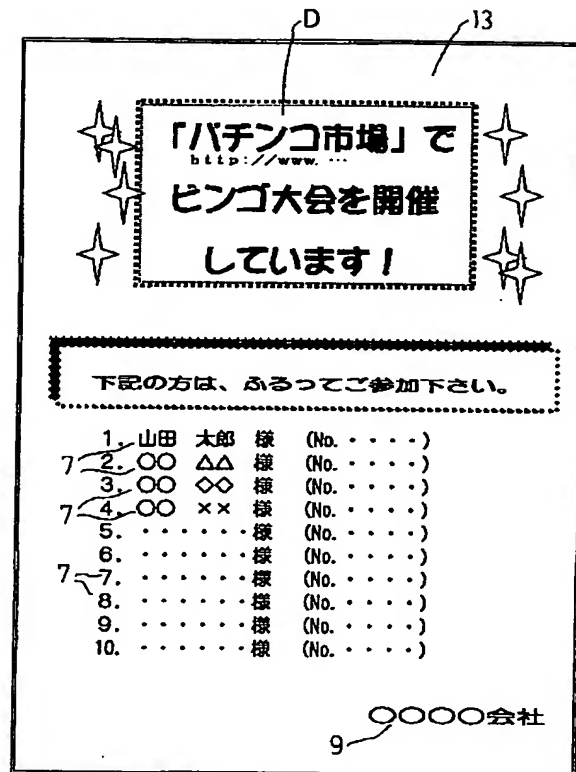 D
13
「パチンコ市場」で
http://www. …
ビンゴ大会を開催
しています!
下記の方は、ふるってご参加下さい。
1. 山田 太郎 様 (No. ・・・・)
7 2. ○○ △△ 様 (No. ・・・・)
3. ○○ ◇◇ 様 (No. ・・・・)
7 4. ○○ ×× 様 (No. ・・・・)
5. ・・・・・・様 (No. ・・・・)
6. ・・・・・・様 (No. ・・・・)
7 7. ・・・・・・様 (No. ・・・・)
8. ・・・・・・様 (No. ・・・・)
9. ・・・・・・様 (No. ・・・・)
10. ・・・・・・様 (No. ・・・・)
○○○○会社
9